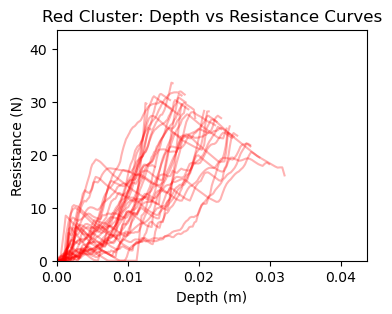 Red Cluster: Depth vs Resistance Curves
40
30
20
10
0
Resistance (N)
0.00 0.01 0.02 0.03 0.04
Depth (m)